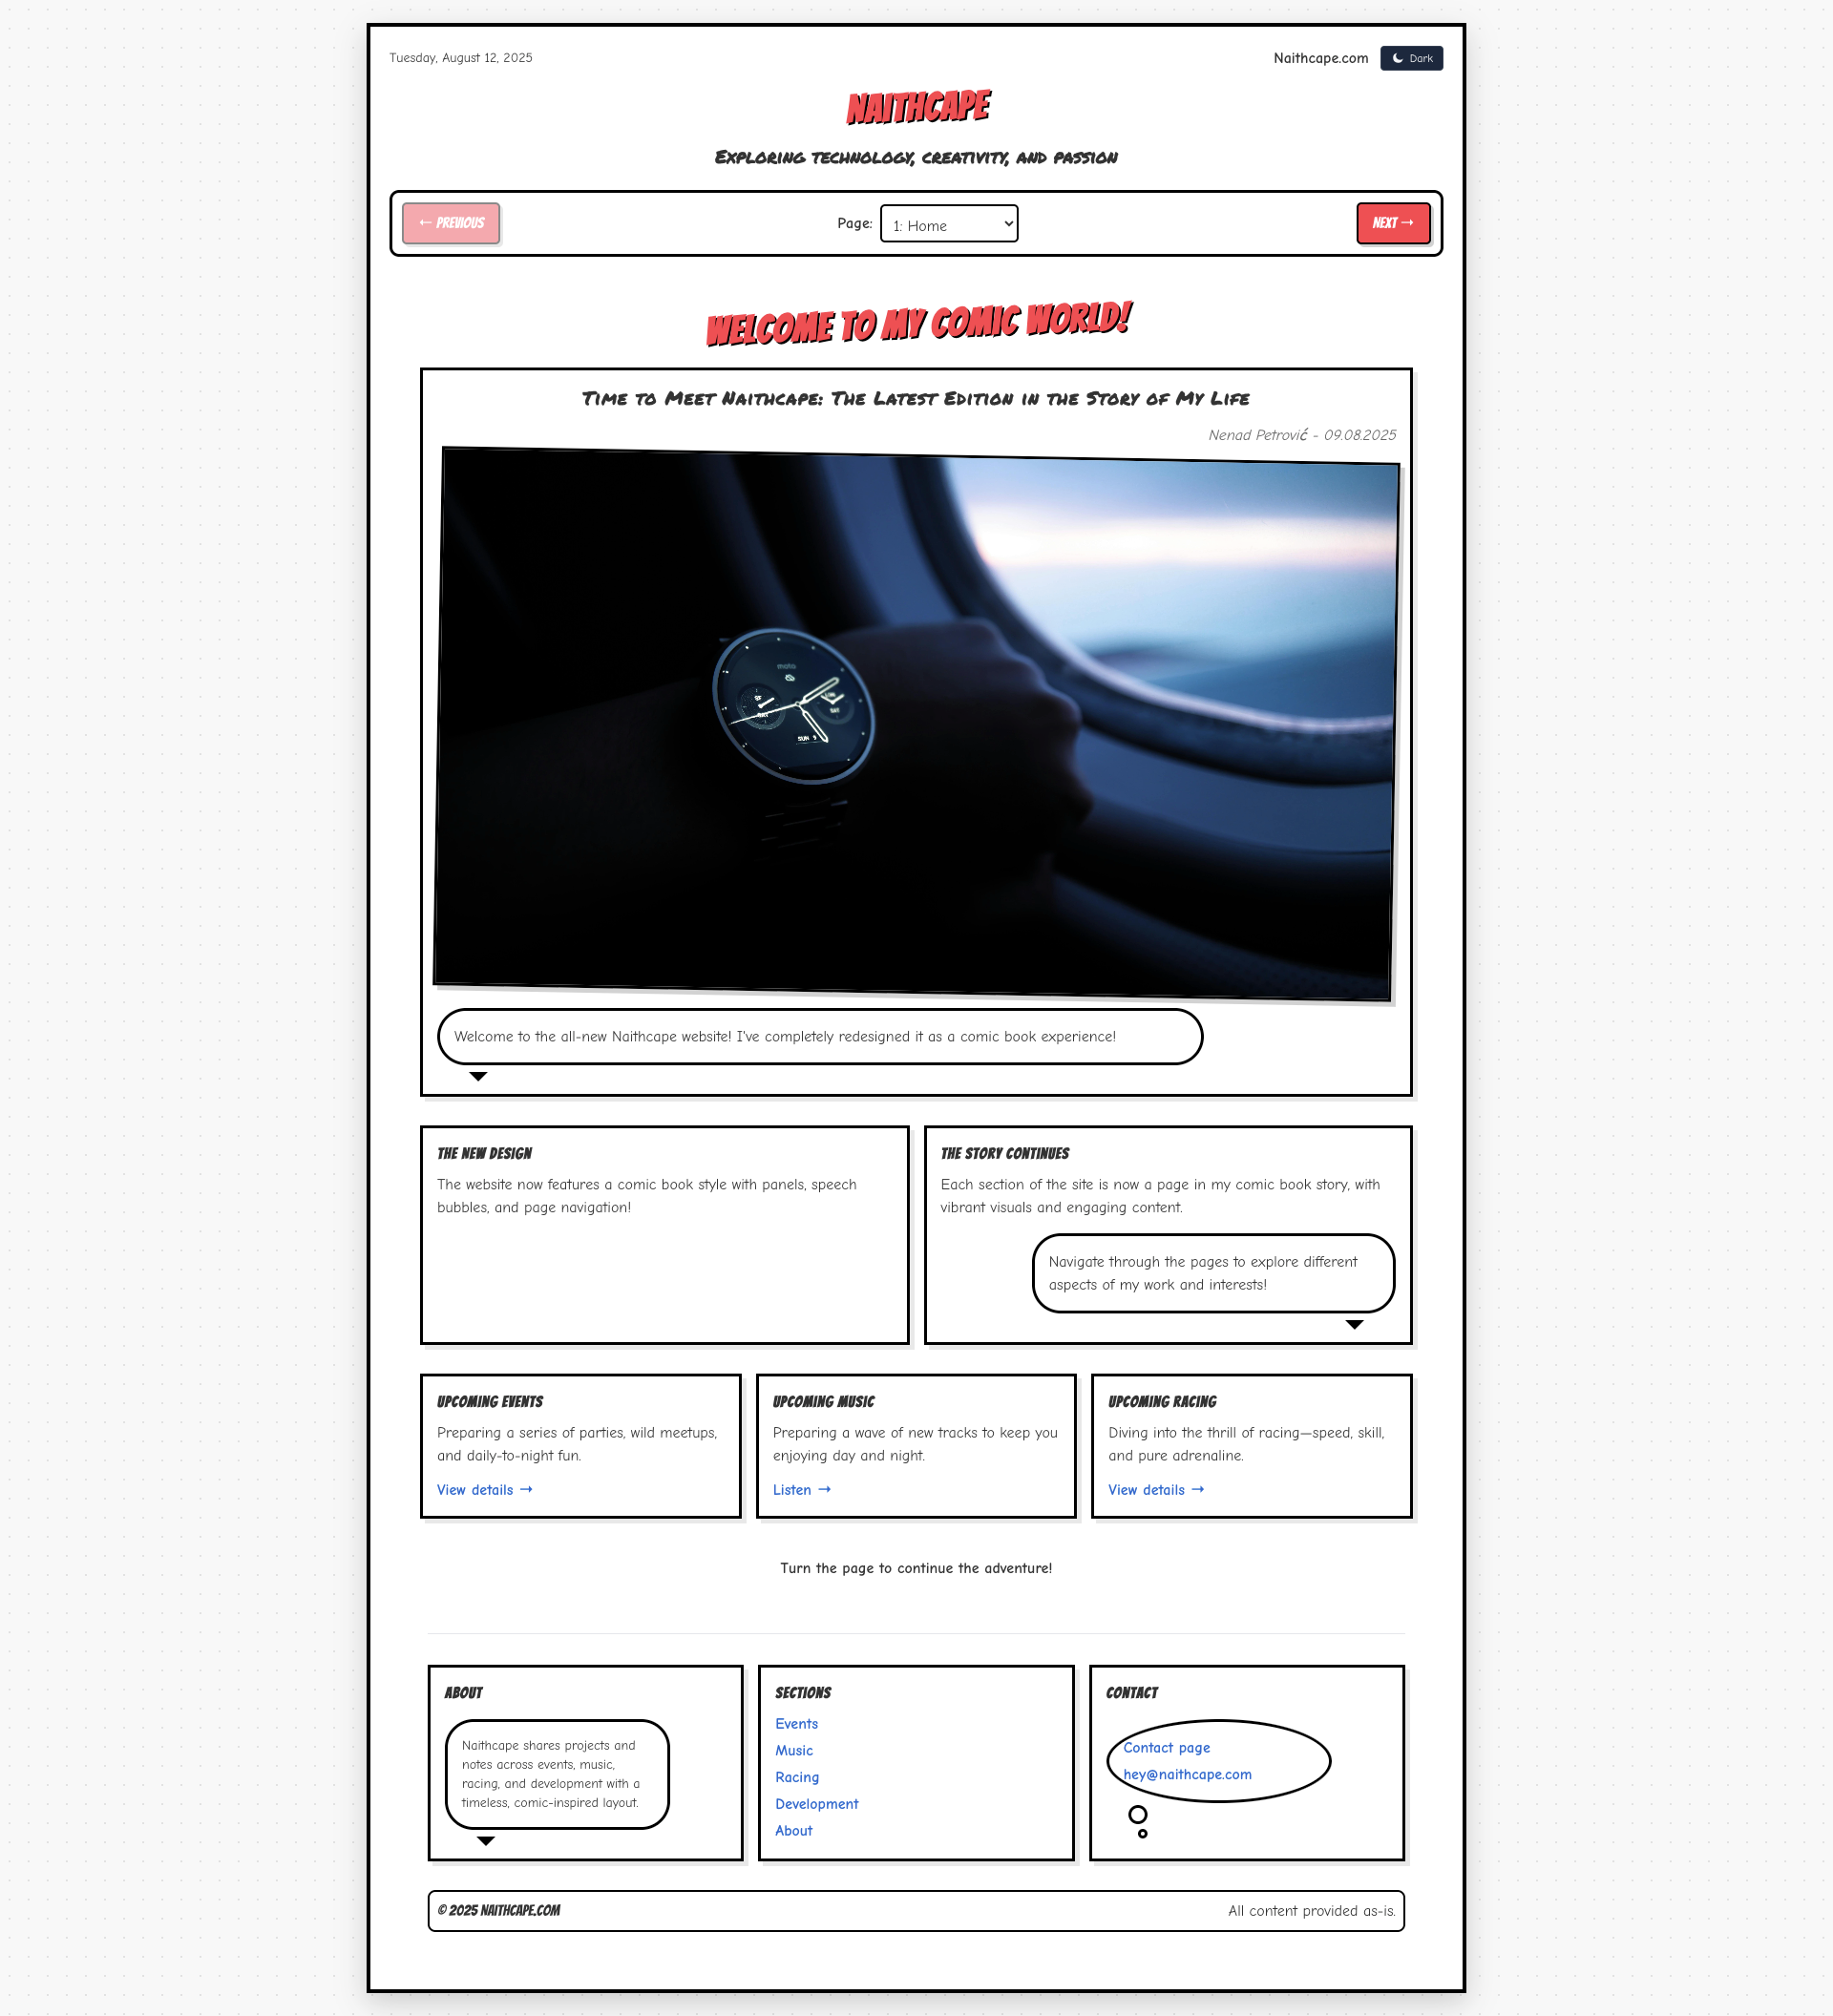 Tuesday, August 12, 2025
Naithcape.com
Dark
NAITHCAPE
Exploring technology, creativity, and passion
← PREVIOUS
Page:
1: Home
NEXT →
WELCOME TO MY COMIC WORLD!
Time to Meet Naithcape: The Latest Edition in the Story of My Life
Nenad Petrović - 09.08.2025
moto
SUN 9
Welcome to the all-new Naithcape website! I've completely redesigned it as a comic book experience!
THE NEW DESIGN
The website now features a comic book style with panels, speech
bubbles, and page navigation!
THE STORY CONTINUES
Each section of the site is now a page in my comic book story, with
vibrant visuals and engaging content.
Navigate through the pages to explore different
aspects of my work and interests!
UPCOMING EVENTS
Preparing a series of parties, wild meetups,
and daily-to-night fun.
View details →
UPCOMING MUSIC
Preparing a wave of new tracks to keep you
enjoying day and night.
Listen →
UPCOMING RACING
Diving into the thrill of racing—speed, skill,
and pure adrenaline.
View details →
Turn the page to continue the adventure!
ABOUT
Naithcape shares projects and
notes across events, music,
racing, and development with a
timeless, comic-inspired layout.
SECTIONS
Events
Music
Racing
Development
About
CONTACT
Contact page
hey@naithcape.com
© 2025 NAITHCAPE.COM
All content provided as-is.